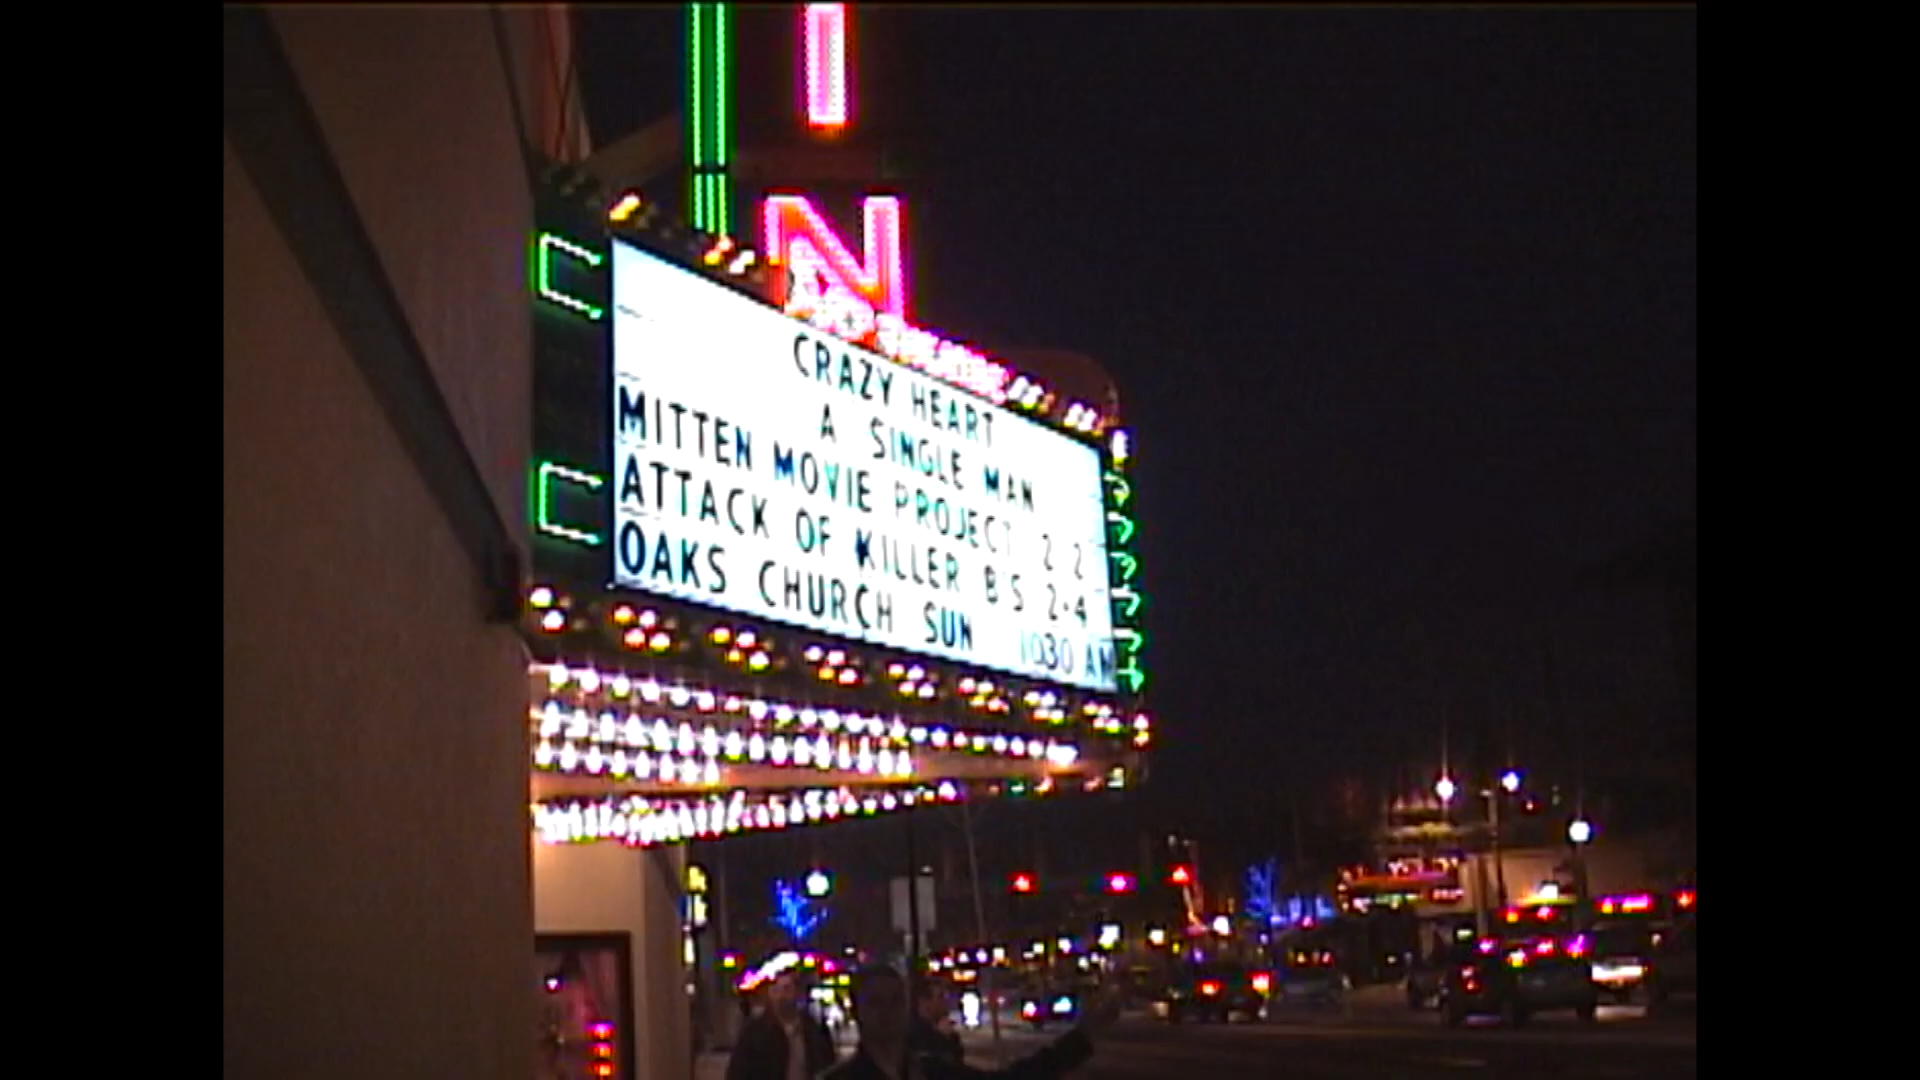 I
N
CRAZY HEART
A SINGLE MAN
MITTEN MOVIE PROJECT 2 2
ATTACK OF KILLER B'S 2-4
OAKS CHURCH SUN 1030 AM